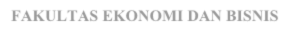 FAKULTAS EKONOMI DAN BISNIS